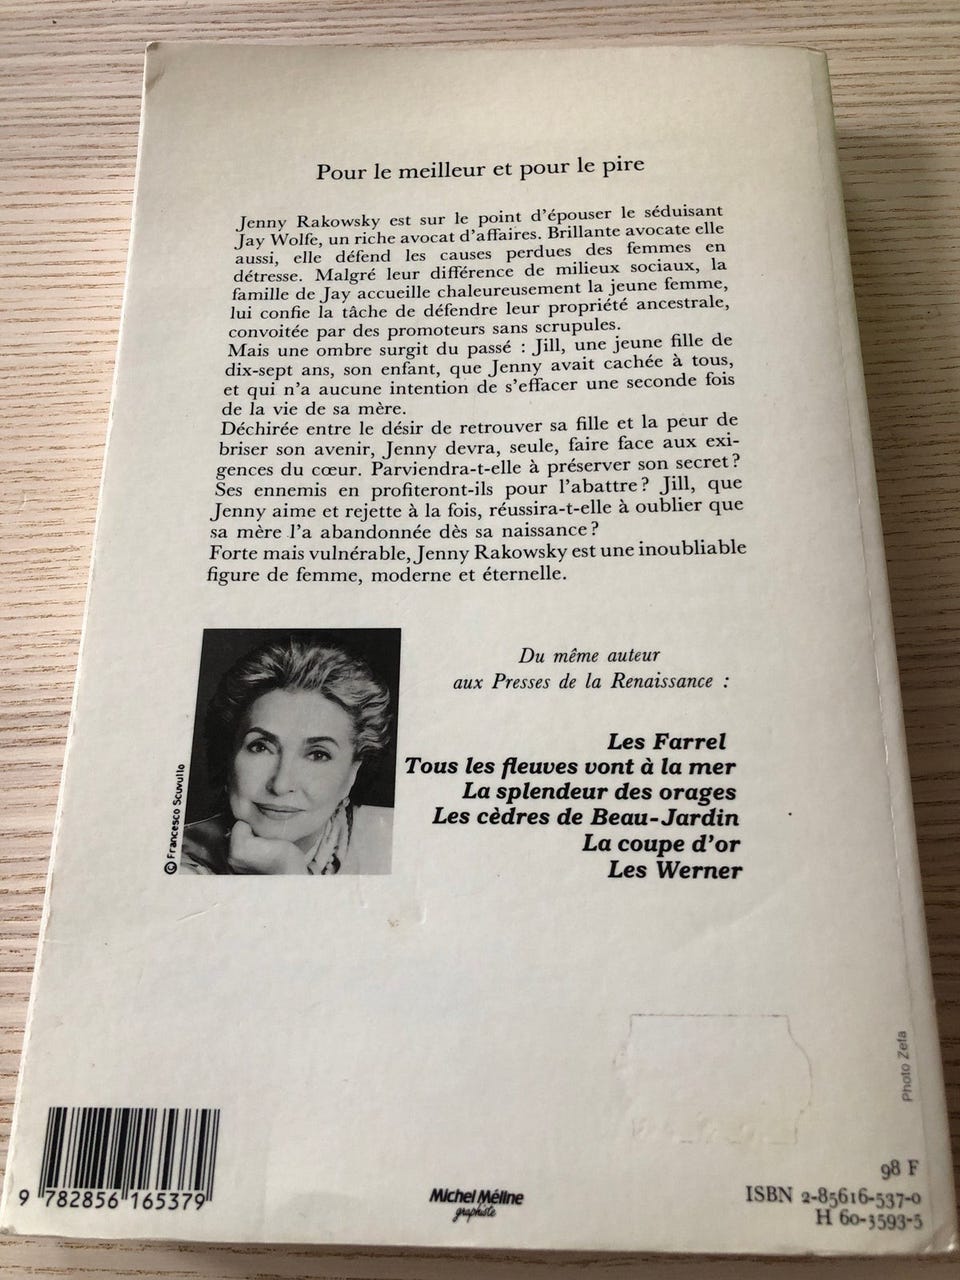 Pour le meilleur et pour le pire
Jenny Rakowsky est sur le point d'épouser le séduisant
Jay Wolfe, un riche avocat d'affaires. Brillante avocate elle
aussi, elle défend les causes perdues des femmes en
détresse. Malgré leur différence de milieux sociaux, la
famille de Jay accueille chaleureusement la jeune femme,
lui confie la tâche de défendre leur propriété ancestrale,
convoitée par des promoteurs sans scrupules.
Mais une ombre surgit du passé : Jill, une jeune fille de
dix-sept ans, son enfant, que Jenny avait cachée à tous,
et qui n'a aucune intention de s'effacer une seconde fois
de la vie de sa mère.
Déchirée entre le désir de retrouver sa fille et la peur de
briser son avenir, Jenny devra, seule, faire face aux exi-
gences du cœur. Parviendra-t-elle à préserver son secret ?
Ses ennemis en profiteront-ils pour l'abattre ? Jill, que
Jenny aime et rejette à la fois, réussira-t-elle à oublier que
sa mère l'a abandonnée dès sa naissance ?
Forte mais vulnérable, Jenny Rakowsky est une inoubliable
figure de femme, moderne et éternelle.
© Francesco Scavullo
Du même auteur
aux Presses de la Renaissance :
Les Farrel
Tous les fleuves vont à la mer
La splendeur des orages
Les cèdres de Beau-Jardin
La coupe d'or
Les Werner
Photo Zefa
9 782856 165379
Michel Méline
graphiste
98 F
ISBN 2-85616-537-0
H 60-3593-5